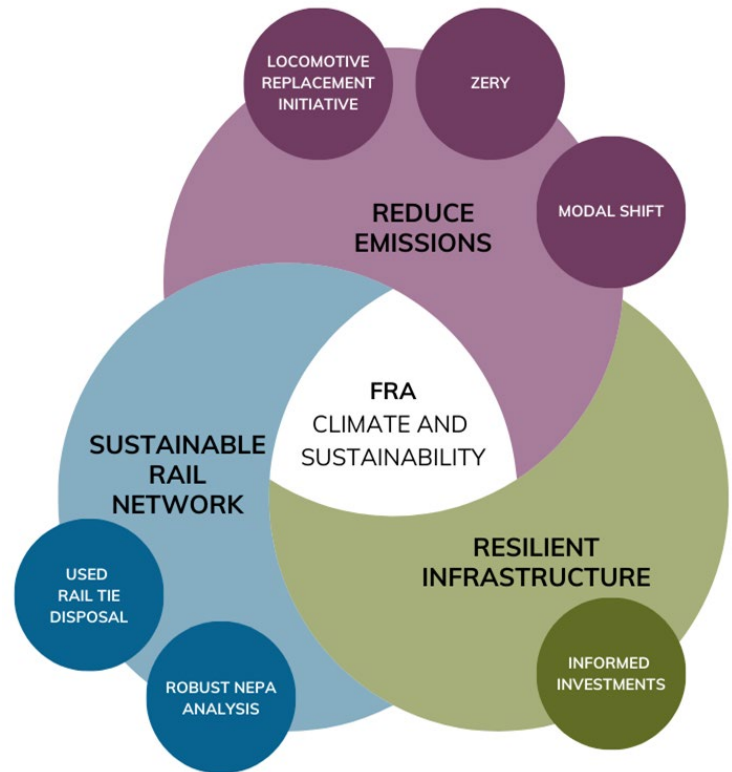 LOCOMOTIVE
REPLACEMENT
INITIATIVE
ZERY
MODAL SHIFT
REDUCE
EMISSIONS
FRA
CLIMATE AND
SUSTAINABILITY
SUSTAINABLE
RAIL
NETWORK
RESILIENT
INFRASTRUCTURE
USED
RAIL TIE
DISPOSAL
ROBUST NEPA
ANALYSIS
INFORMED
INVESTMENTS